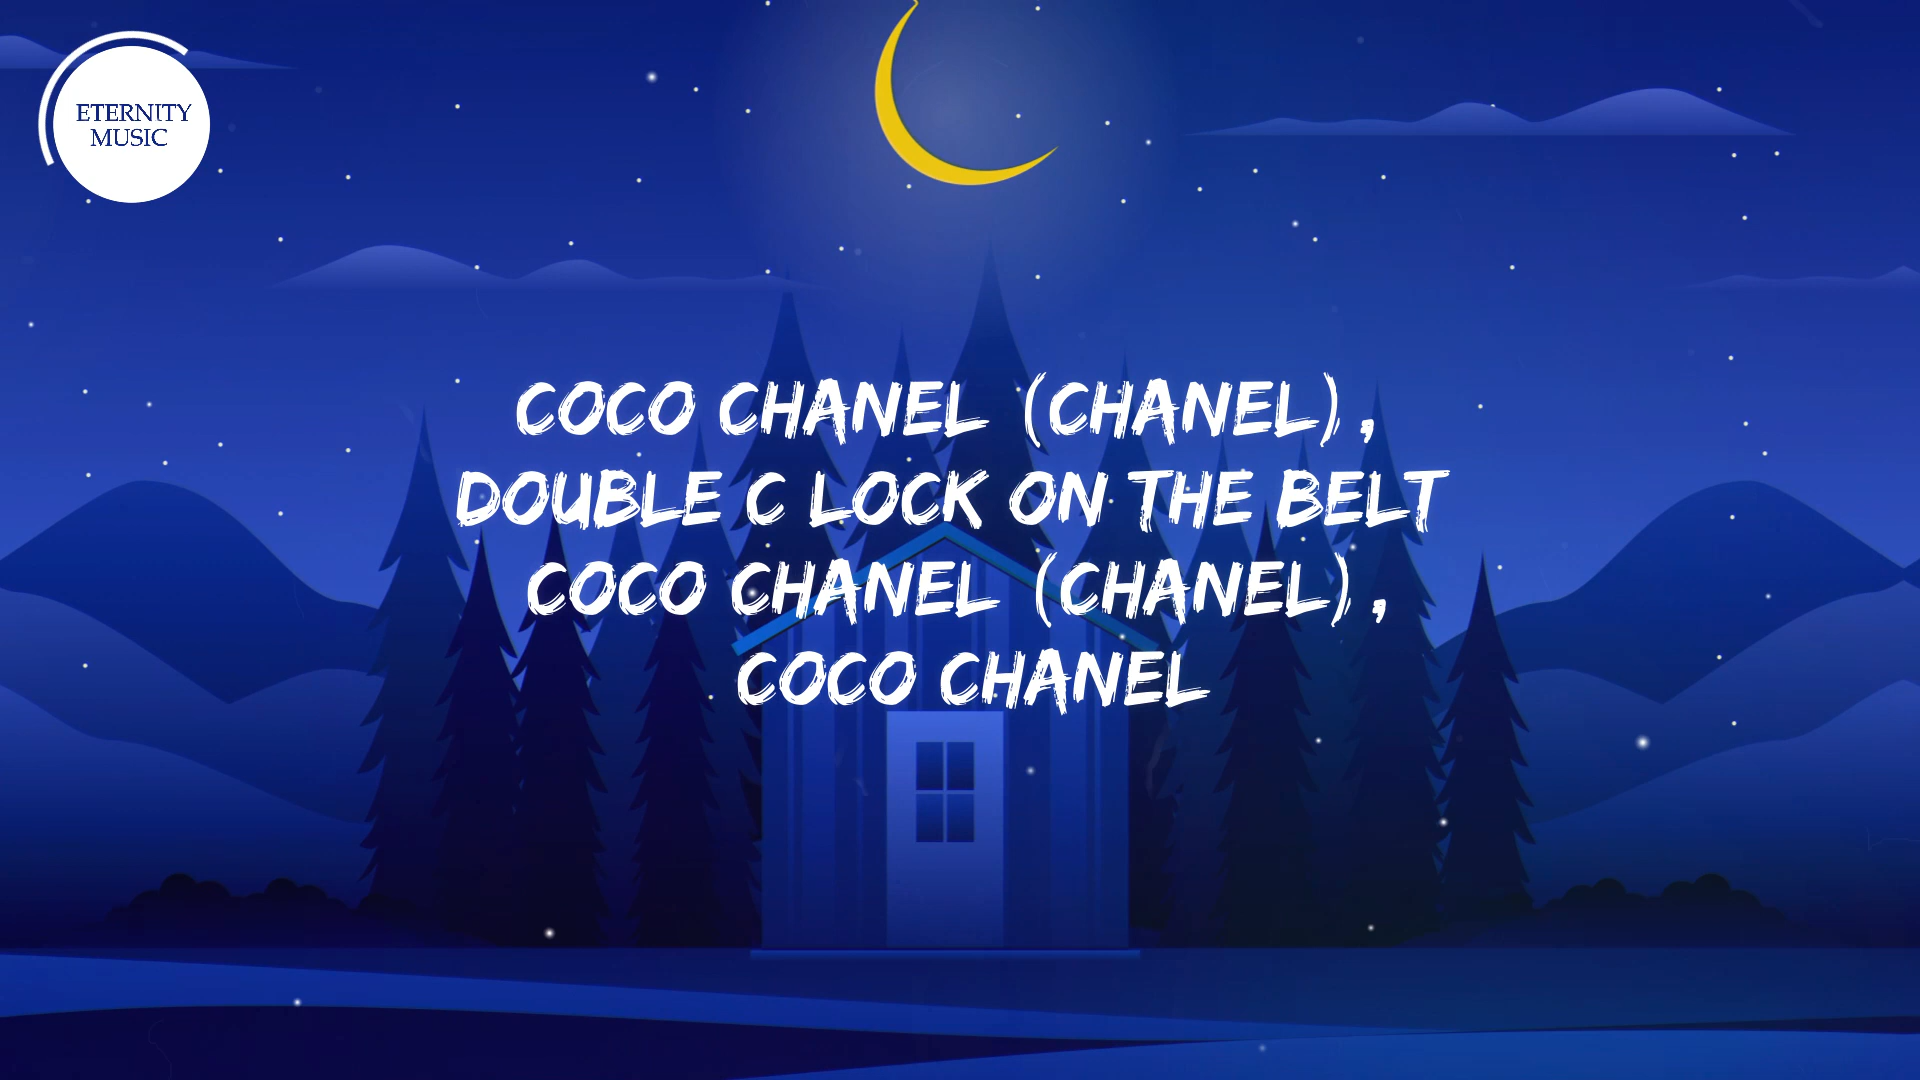 ETERNITY
MUSIC
COCO CHANEL (CHANEL),
DOUBLE C LOCK ON THE BELT
COCO CHANEL (CHANEL),
COCO CHANEL